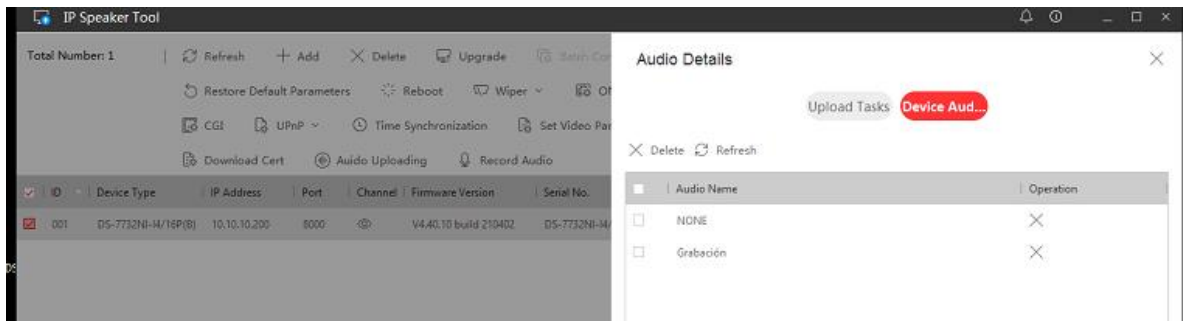 IP Speaker Tool
Total Number: 1 Refresh Add Delete Upgrade
Restore Default Parameters Reboot Wiper
CGI UPnP Time Synchronization Set Video Par
Download Cert Auido Uploading Record Audio
ID Device Type IP Address Port Channel Firmware Version Serial No.
001 DS-7732NI-I4/16P(B) 10.10.10.200 8000 V4.40.10 build 210402 DS-7732NI-I4/
Audio Details
Upload Tasks Device Aud...
Delete Refresh
Audio Name Operation
NONE
Grabación